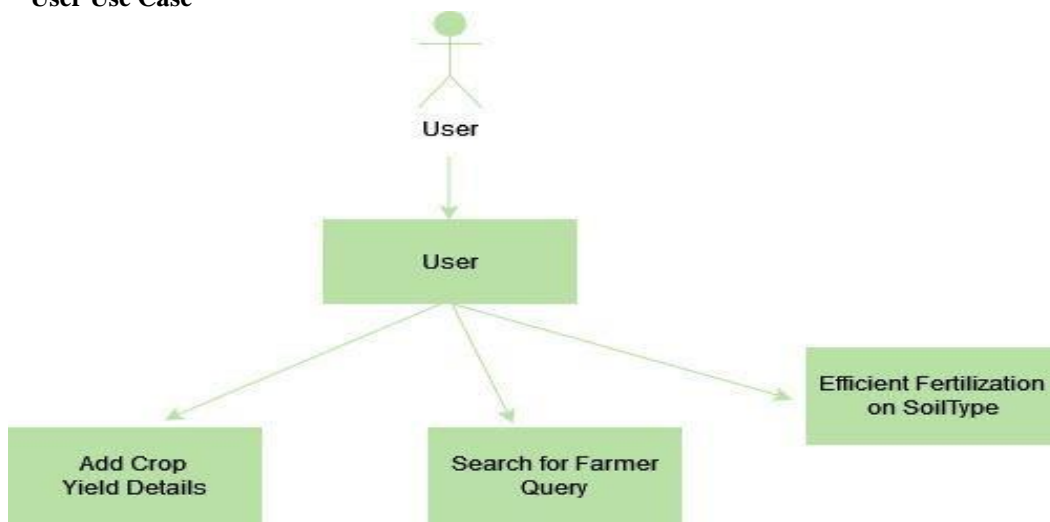 User Use Case
User
User
Efficient Fertilization
on SoilType
Add Crop
Yield Details
Search for Farmer
Query